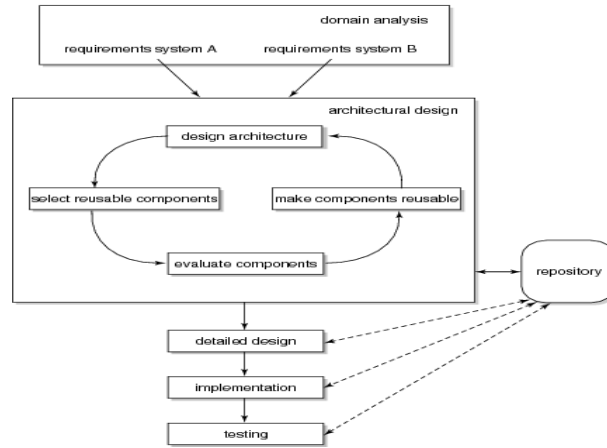 domain analysis
requirements system A
requirements system B
architectural design
design architecture
select reusable components
make components reusable
evaluate components
repository
detailed design
implementation
testing